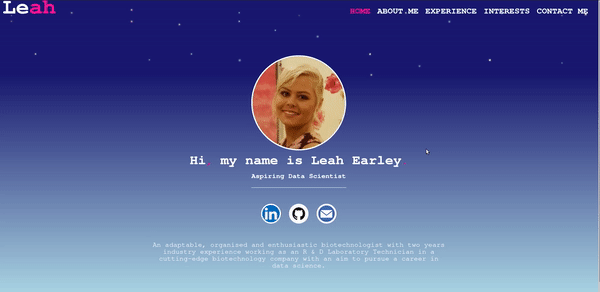 Leah
HOME ABOUT ME EXPERIENCE INTERESTS CONTACT ME
Hi, my name is Leah Earley
Aspiring Data Scientist
in
An adaptable, organised and enthusiastic biotechnologist with two years
industry experience working as an R & D Laboratory Technician in a
cutting-edge biotechnology company with an aim to pursue a career in
data science.